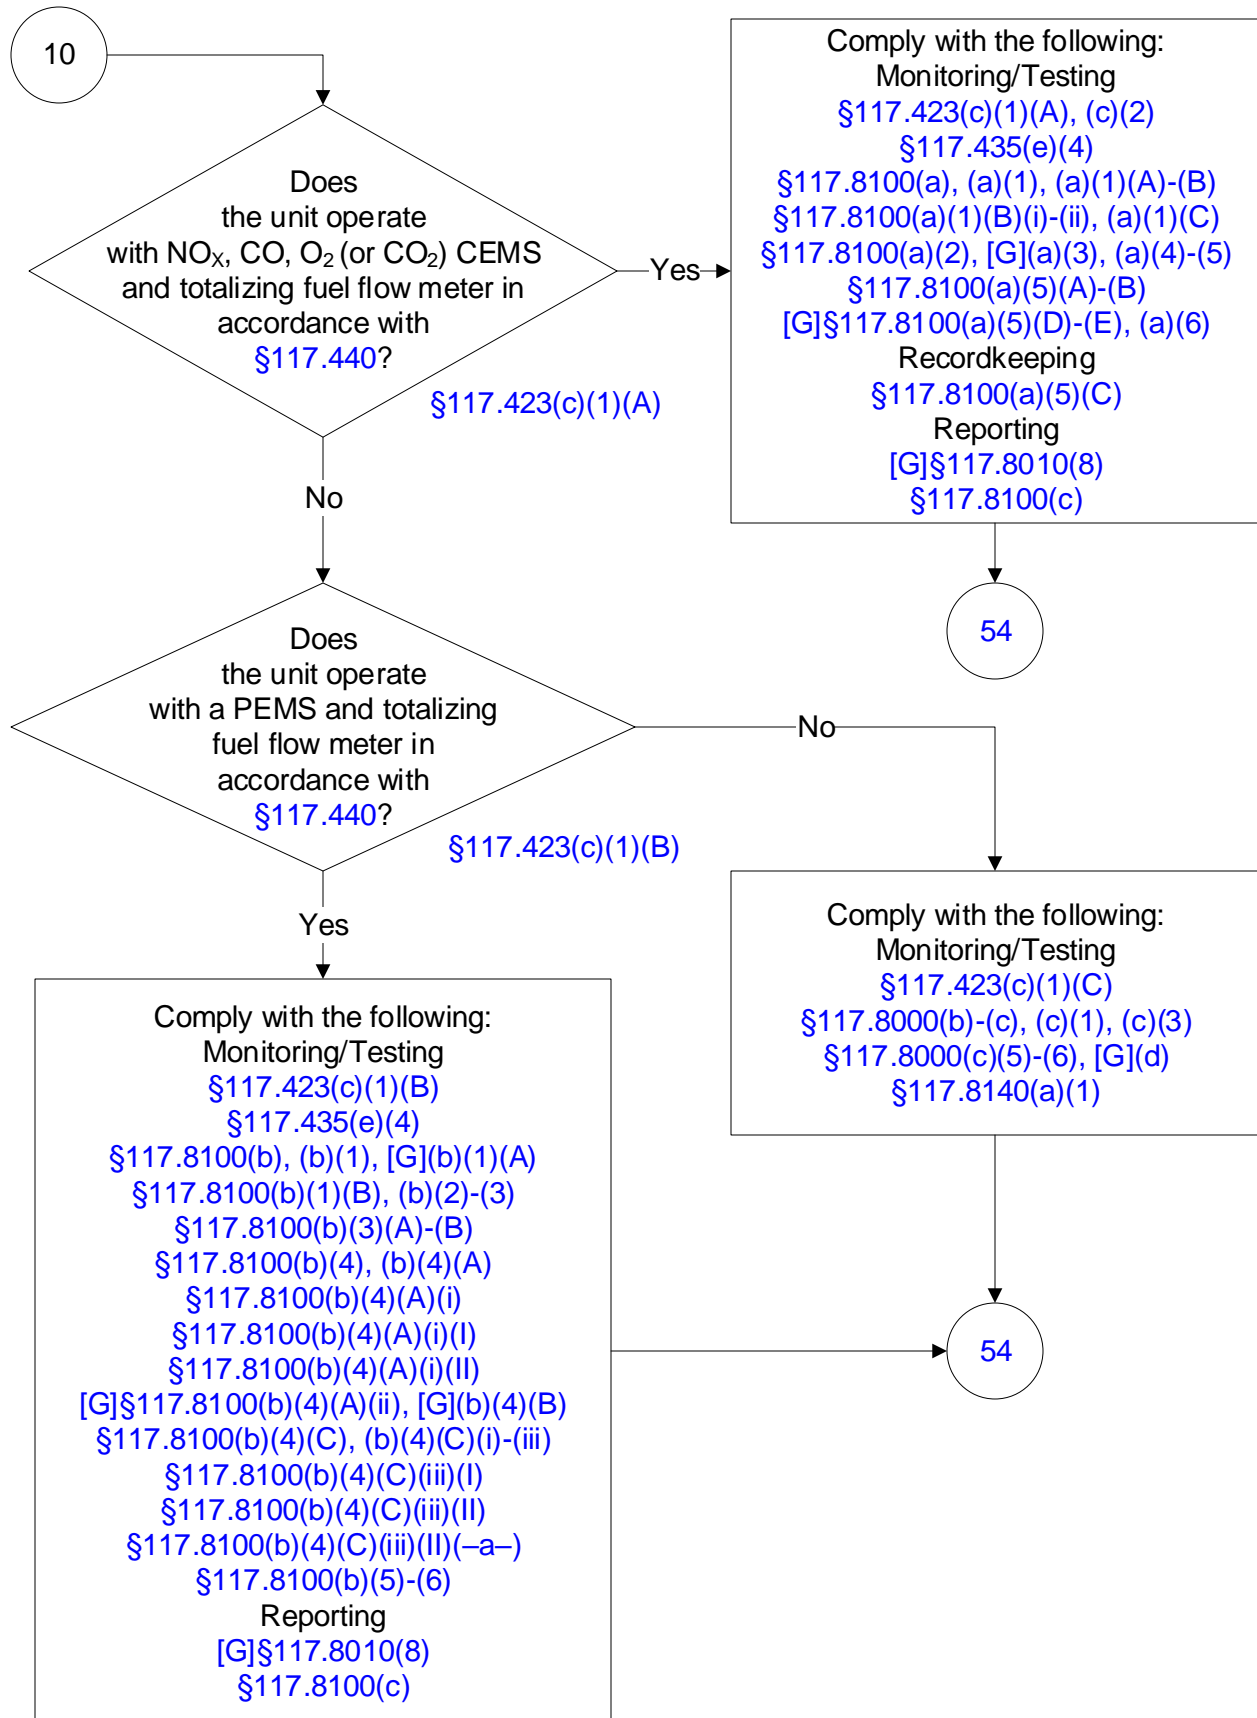 10
Does
the unit operate
with NOX, CO, O2 (or CO2) CEMS
and totalizing fuel flow meter in
accordance with
§117.440?
§117.423(c)(1)(A)
Yes
Comply with the following:
Monitoring/Testing
§117.423(c)(1)(A), (c)(2)
§117.435(e)(4)
§117.8100(a), (a)(1), (a)(1)(A)-(B)
§117.8100(a)(1)(B)(i)-(ii), (a)(1)(C)
§117.8100(a)(2), [G](a)(3), (a)(4)-(5)
§117.8100(a)(5)(A)-(B)
[G]§117.8100(a)(5)(D)-(E), (a)(6)
Recordkeeping
§117.8100(a)(5)(C)
Reporting
[G]§117.8010(8)
§117.8100(c)
54
No
Does
the unit operate
with a PEMS and totalizing
fuel flow meter in
accordance with
§117.440?
§117.423(c)(1)(B)
No
Comply with the following:
Monitoring/Testing
§117.423(c)(1)(C)
§117.8000(b)-(c), (c)(1), (c)(3)
§117.8000(c)(5)-(6), [G](d)
§117.8140(a)(1)
Yes
Comply with the following:
Monitoring/Testing
§117.423(c)(1)(B)
§117.435(e)(4)
§117.8100(b), (b)(1), [G](b)(1)(A)
§117.8100(b)(1)(B), (b)(2)-(3)
§117.8100(b)(3)(A)-(B)
§117.8100(b)(4), (b)(4)(A)
§117.8100(b)(4)(A)(i)
§117.8100(b)(4)(A)(i)(I)
§117.8100(b)(4)(A)(i)(II)
[G]§117.8100(b)(4)(A)(ii), [G](b)(4)(B)
§117.8100(b)(4)(C), (b)(4)(C)(i)-(iii)
§117.8100(b)(4)(C)(iii)(I)
§117.8100(b)(4)(C)(iii)(II)
§117.8100(b)(4)(C)(iii)(II)(–a–)
§117.8100(b)(5)-(6)
Reporting
[G]§117.8010(8)
§117.8100(c)
54